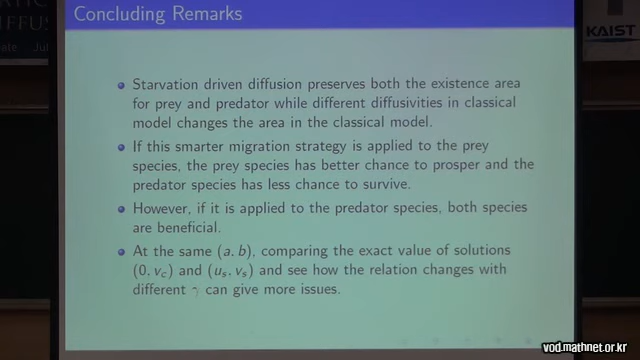 Concluding Remarks
KAIST
Starvation driven diffusion preserves both the existence area
for prey and predator while different diffusivities in classical
model changes the area in the classical model.
If this smarter migration strategy is applied to the prey
species, the prey species has better chance to prosper and the
predator species has less chance to survive.
However, if it is applied to the predator species, both species
are beneficial.
At the same (a, b), comparing the exact value of solutions
(0, v_c) and (u_s, v_s) and see how the relation changes with
different γ can give more issues.
vod.mathnet.or.kr